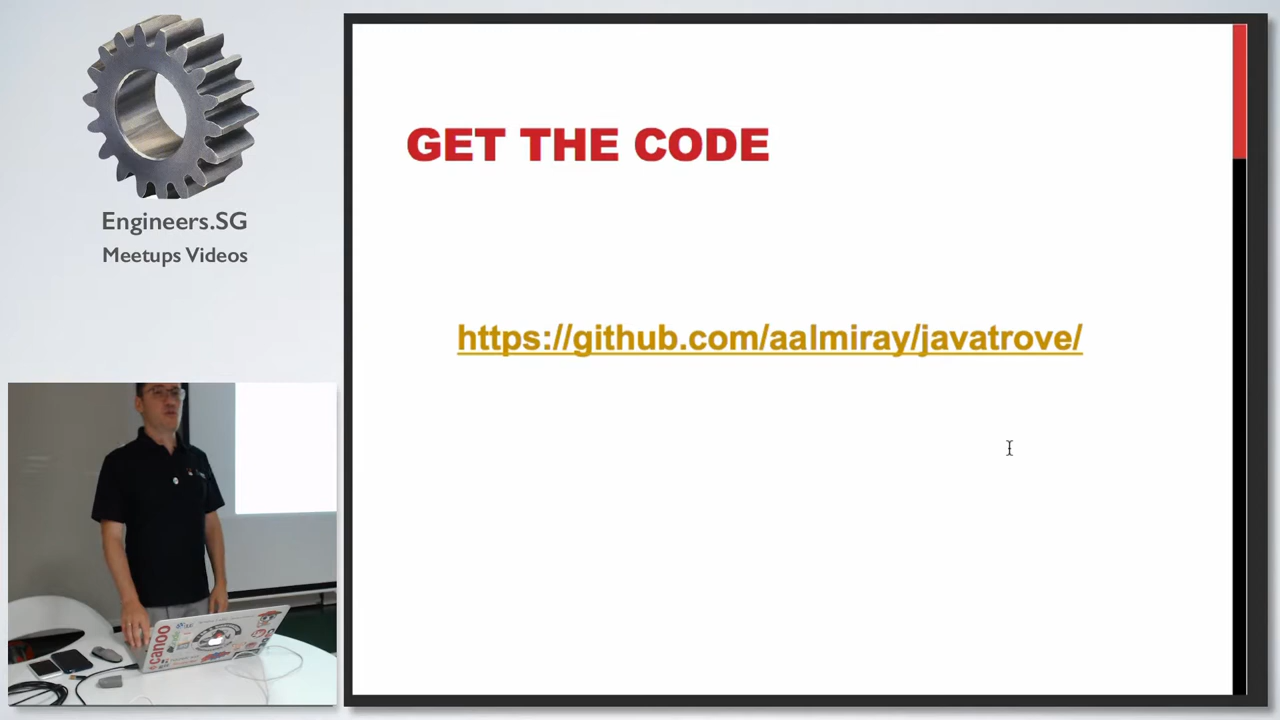 Engineers.SG
Meetups Videos
GET THE CODE
https://github.com/aalmiray/javatrove/
canoo